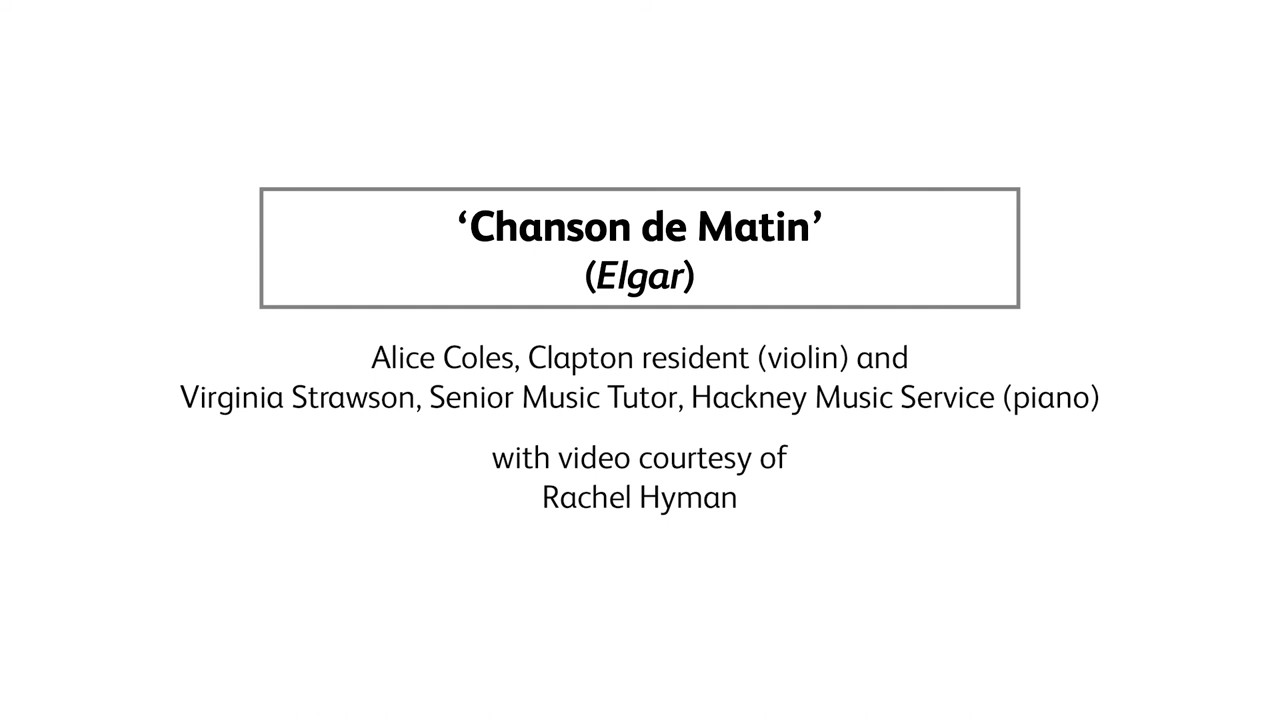 ‘Chanson de Matin’
(Elgar)
Alice Coles, Clapton resident (violin) and
Virginia Strawson, Senior Music Tutor, Hackney Music Service (piano)
with video courtesy of
Rachel Hyman